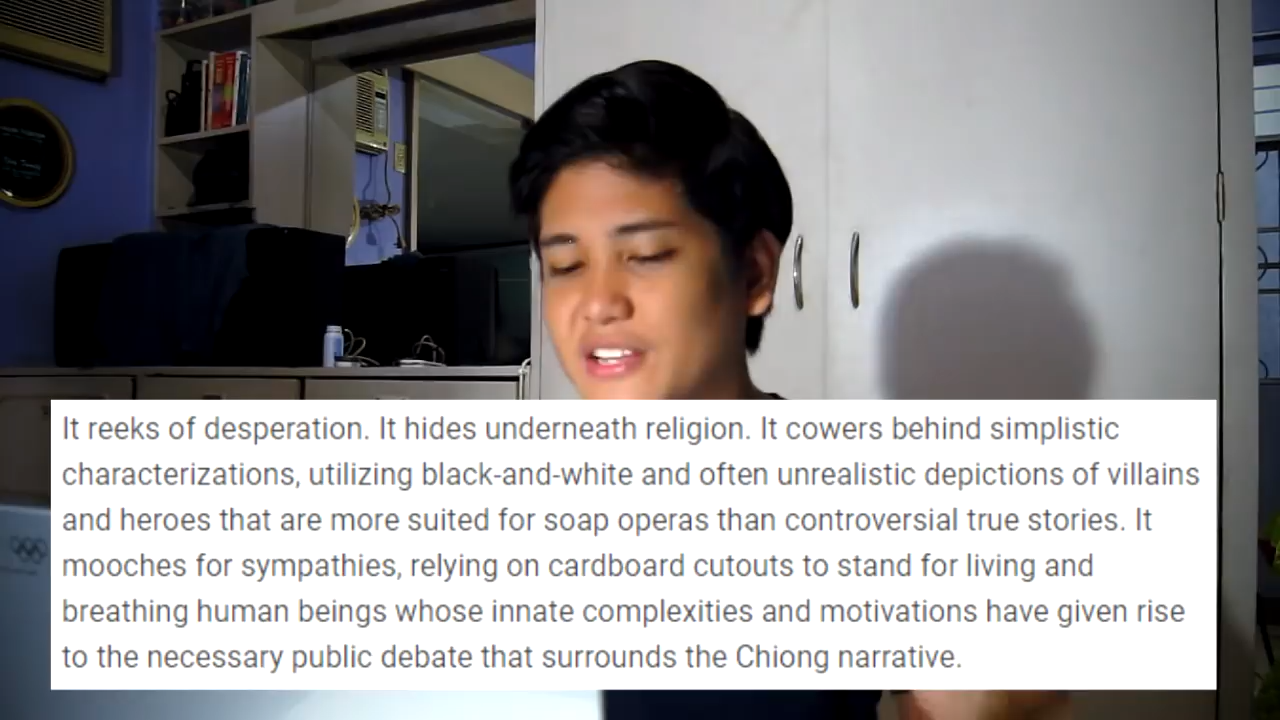 It reeks of desperation. It hides underneath religion. It cowers behind simplistic
characterizations, utilizing black-and-white and often unrealistic depictions of villains
and heroes that are more suited for soap operas than controversial true stories. It
mooches for sympathies, relying on cardboard cutouts to stand for living and
breathing human beings whose innate complexities and motivations have given rise
to the necessary public debate that surrounds the Chiong narrative.